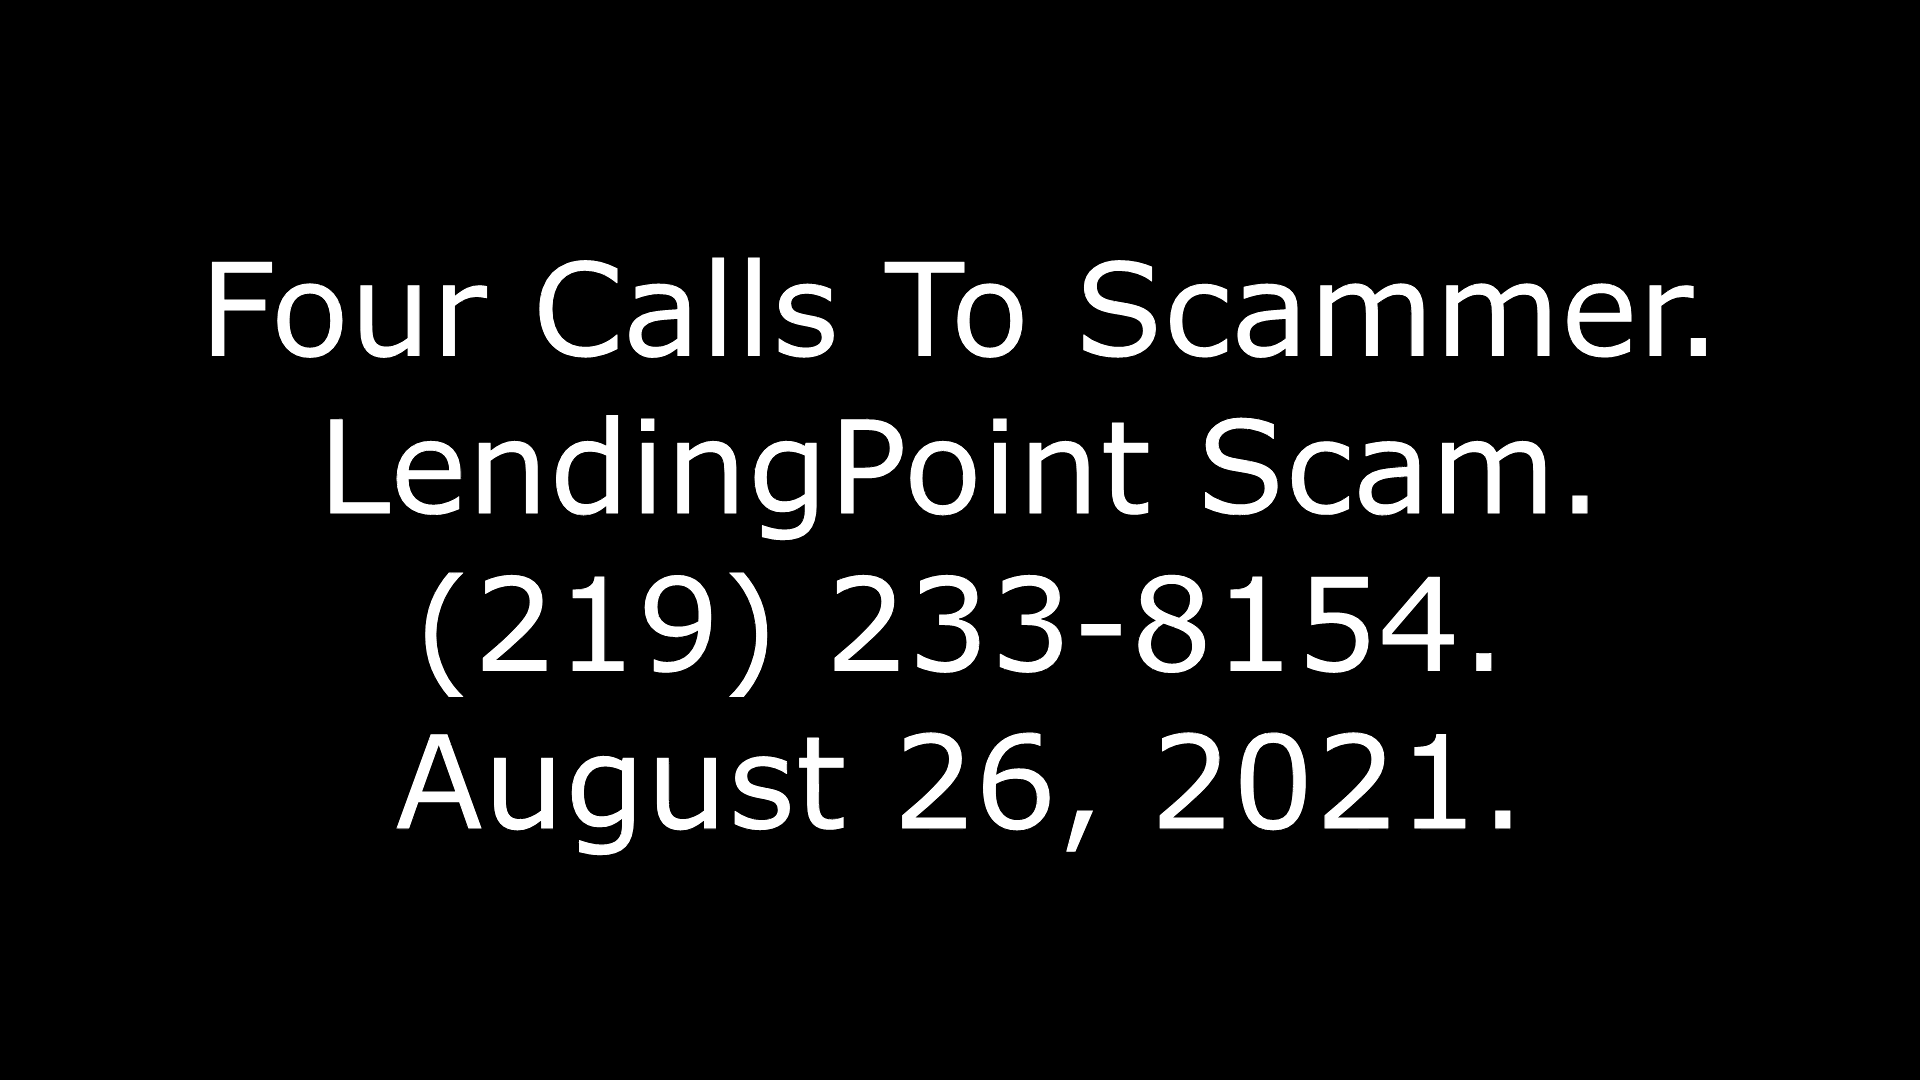 Four Calls To Scammer.
LendingPoint Scam.
(219) 233-8154.
August 26, 2021.